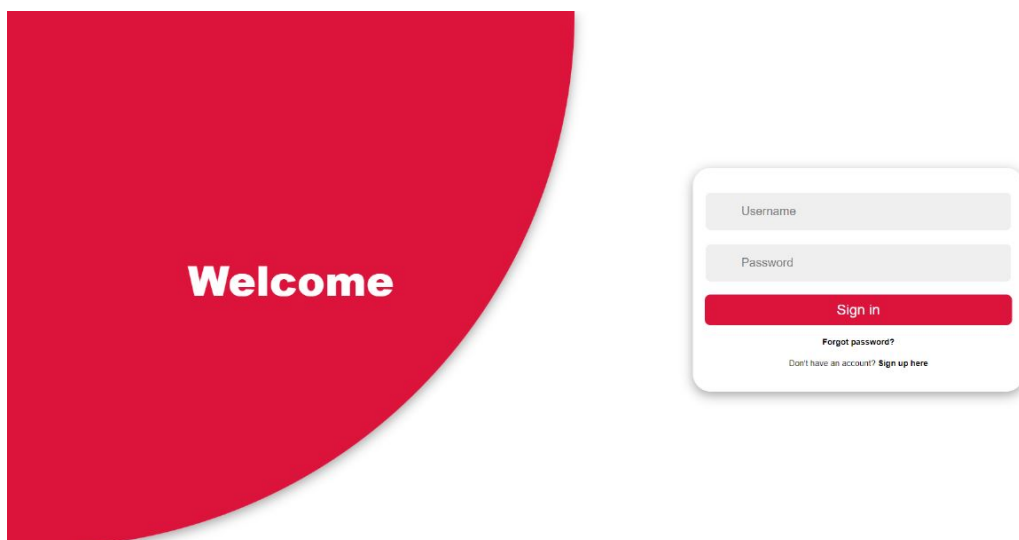 Welcome
Username
Password
Sign in
Forgot password?
Don't have an account? Sign up here